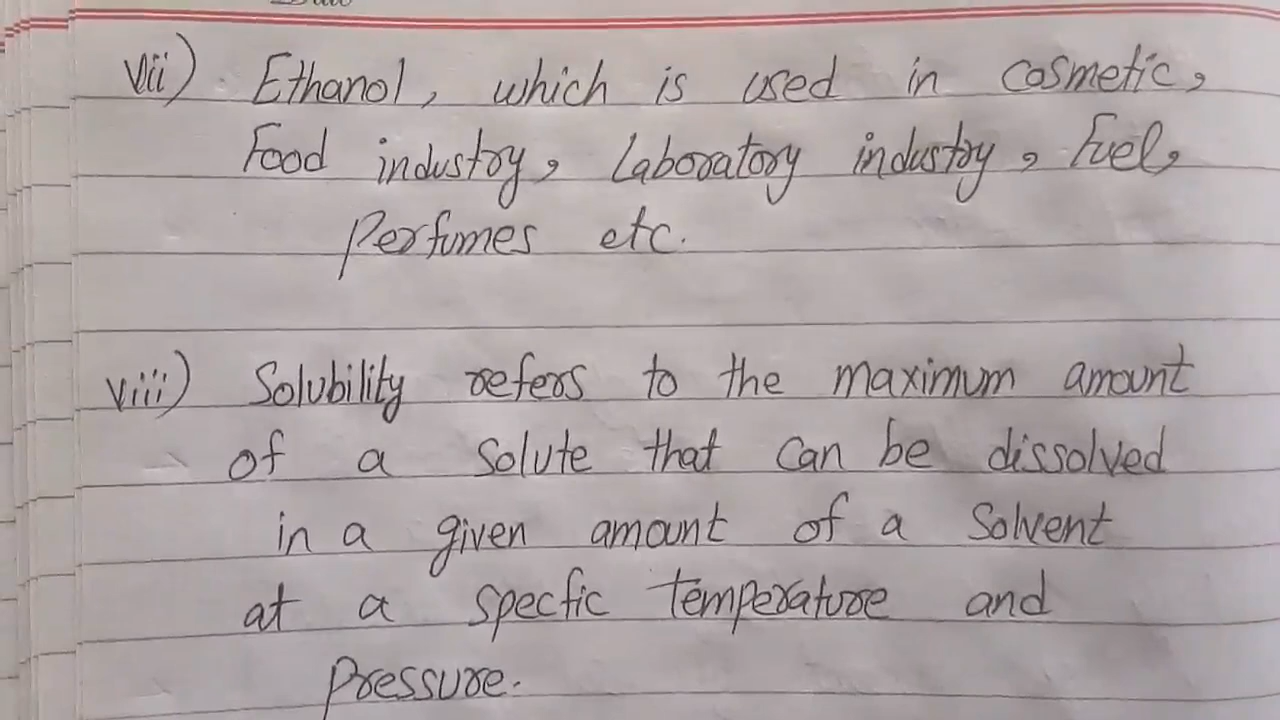 vii) Ethanol, which is used in cosmetic,
Food industry, Laboratory industry, Fuel,
Perfumes etc.
viii) Solubility refers to the maximum amount
of a solute that can be dissolved
in a given amount of a Solvent
at a specfic temperature and
Pressure.